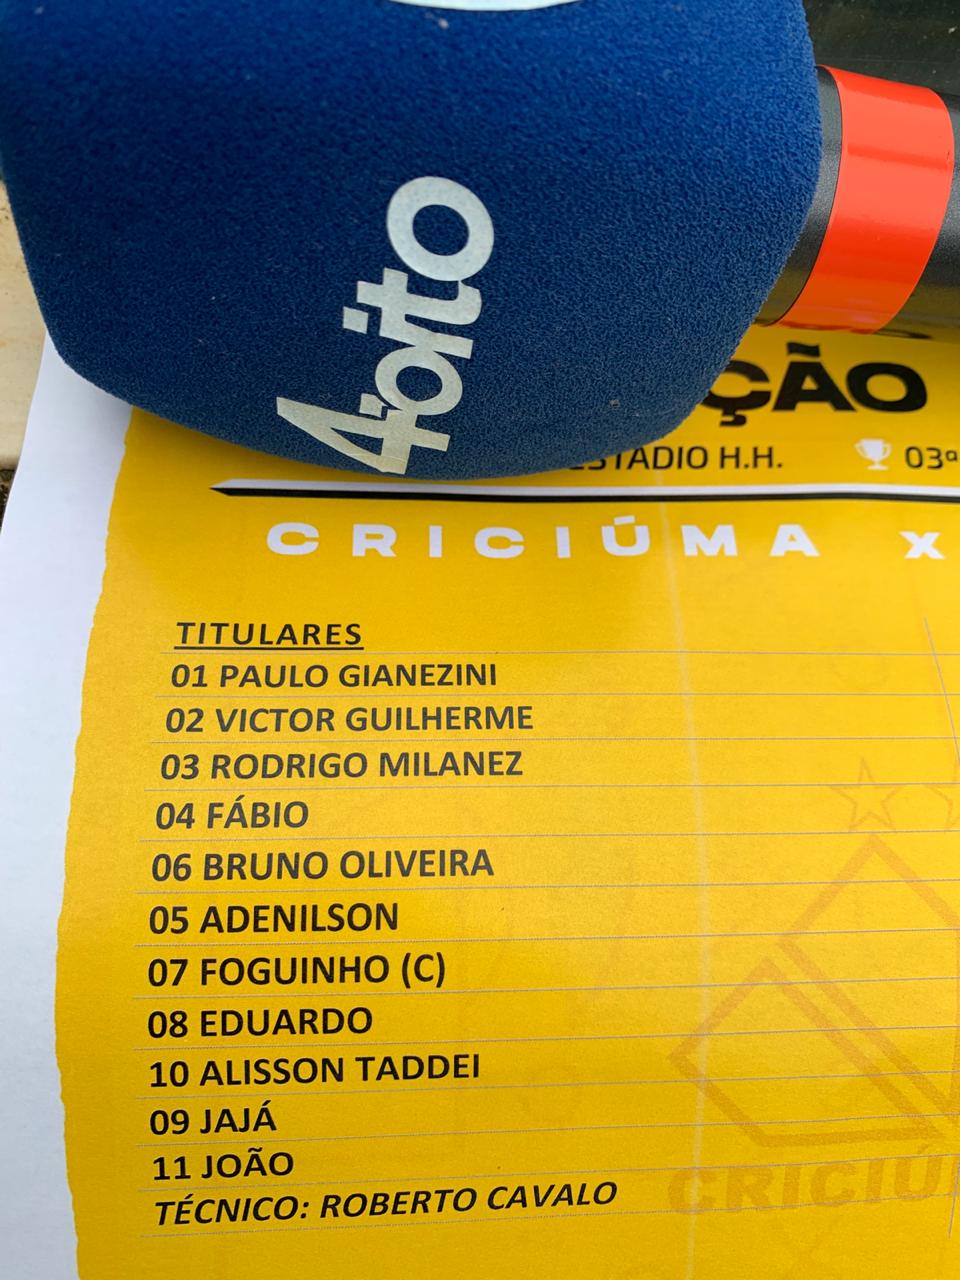 4oito
ÇÃO
ESTÁDIO H.H.
03ª
CRICIÚMA X
TITULARES
01 PAULO GIANEZINI
02 VICTOR GUILHERME
03 RODRIGO MILANEZ
04 FÁBIO
06 BRUNO OLIVEIRA
05 ADENILSON
07 FOGUINHO (C)
08 EDUARDO
10 ALISSON TADDEI
09 JAJÁ
11 JOÃO
TÉCNICO: ROBERTO CAVALO
CRICIÚ